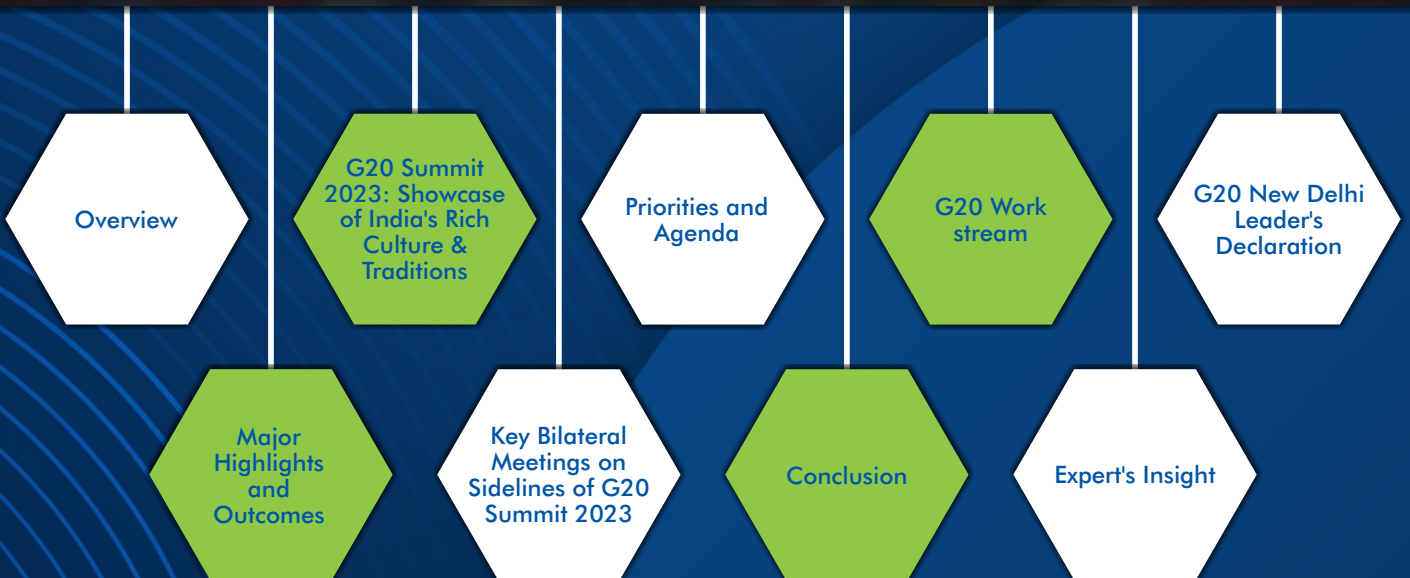 Overview
G20 Summit
2023: Showcase
of India's Rich
Culture &
Traditions
Priorities and
Agenda
G20 Work
stream
G20 New Delhi
Leader's
Declaration
Major
Highlights
and
Outcomes
Key Bilateral
Meetings on
Sidelines of G20
Summit 2023
Conclusion
Expert's Insight